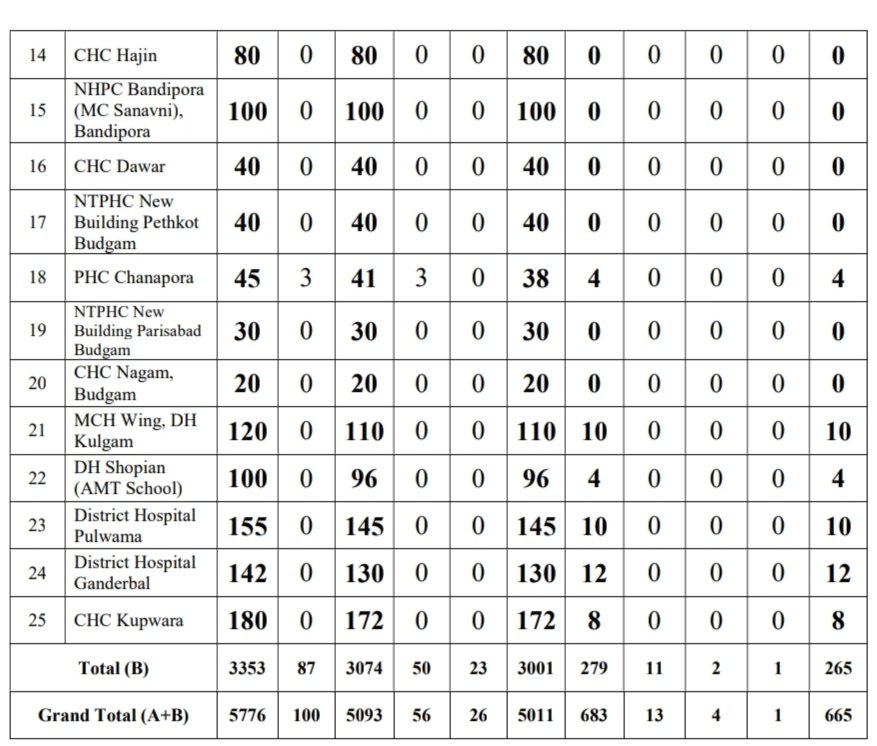 14 CHC Hajin 80 0 80 0 0 80 0 0 0 0 0
15 NHPC Bandipora (MC Sanavni), Bandipora 100 0 100 0 0 100 0 0 0 0 0
16 CHC Dawar 40 0 40 0 0 40 0 0 0 0 0
17 NTPHC New Building Pethkot Budgam 40 0 40 0 0 40 0 0 0 0 0
18 PHC Chanapora 45 3 41 3 0 38 4 0 0 0 4
19 NTPHC New Building Parisabad Budgam 30 0 30 0 0 30 0 0 0 0 0
20 CHC Nagam, Budgam 20 0 20 0 0 20 0 0 0 0 0
21 MCH Wing, DH Kulgam 120 0 110 0 0 110 10 0 0 0 10
22 DH Shopian (AMT School) 100 0 96 0 0 96 4 0 0 0 4
23 District Hospital Pulwama 155 0 145 0 0 145 10 0 0 0 10
24 District Hospital Ganderbal 142 0 130 0 0 130 12 0 0 0 12
25 CHC Kupwara 180 0 172 0 0 172 8 0 0 0 8
Total (B) 3353 87 3074 50 23 3001 279 11 2 1 265
Grand Total (A+B) 5776 100 5093 56 26 5011 683 13 4 1 665